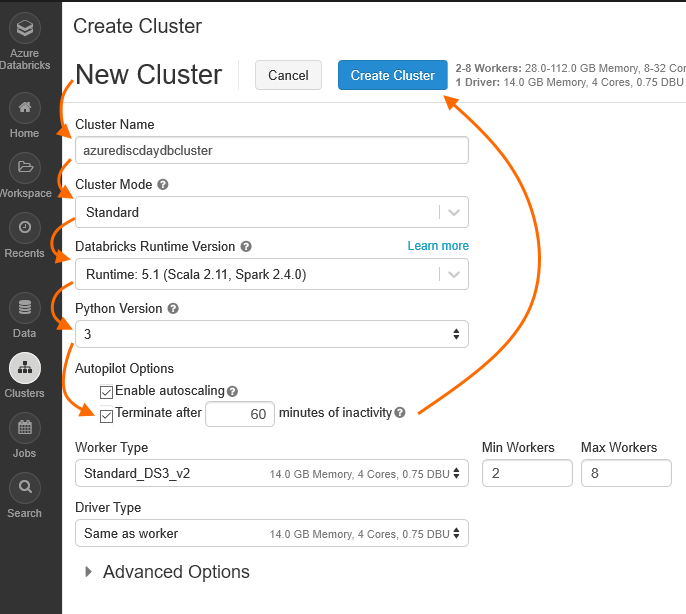 Azure
Databricks
Home
Workspace
Recents
Data
Clusters
Jobs
Search
Create Cluster
New Cluster
Cancel
Create Cluster
2-8 Workers: 28.0-112.0 GB Memory, 8-32 Co
1 Driver: 14.0 GB Memory, 4 Cores, 0.75 DBU
Cluster Name
azurediscdaydbcluster
Cluster Mode ?
Standard
Databricks Runtime Version ? Learn more
Runtime: 5.1 (Scala 2.11, Spark 2.4.0)
Python Version ?
3
Autopilot Options
Enable autoscaling ?
Terminate after 60 minutes of inactivity ?
Worker Type Min Workers Max Workers
Standard_DS3_v2 14.0 GB Memory, 4 Cores, 0.75 DBU 2 8
Driver Type
Same as worker 14.0 GB Memory, 4 Cores, 0.75 DBU
Advanced Options